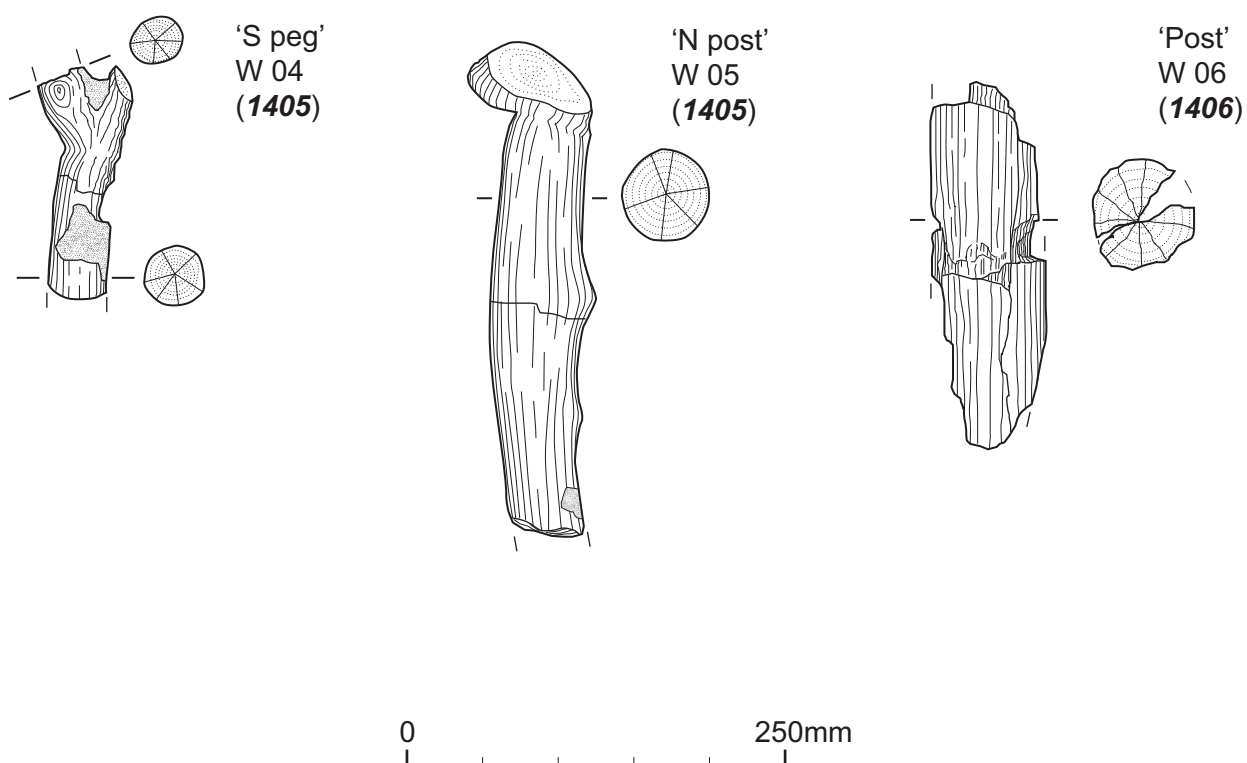 ‘S peg’
W 04
(1405)
‘N post’
W 05
(1405)
‘Post’
W 06
(1406)
0 250mm